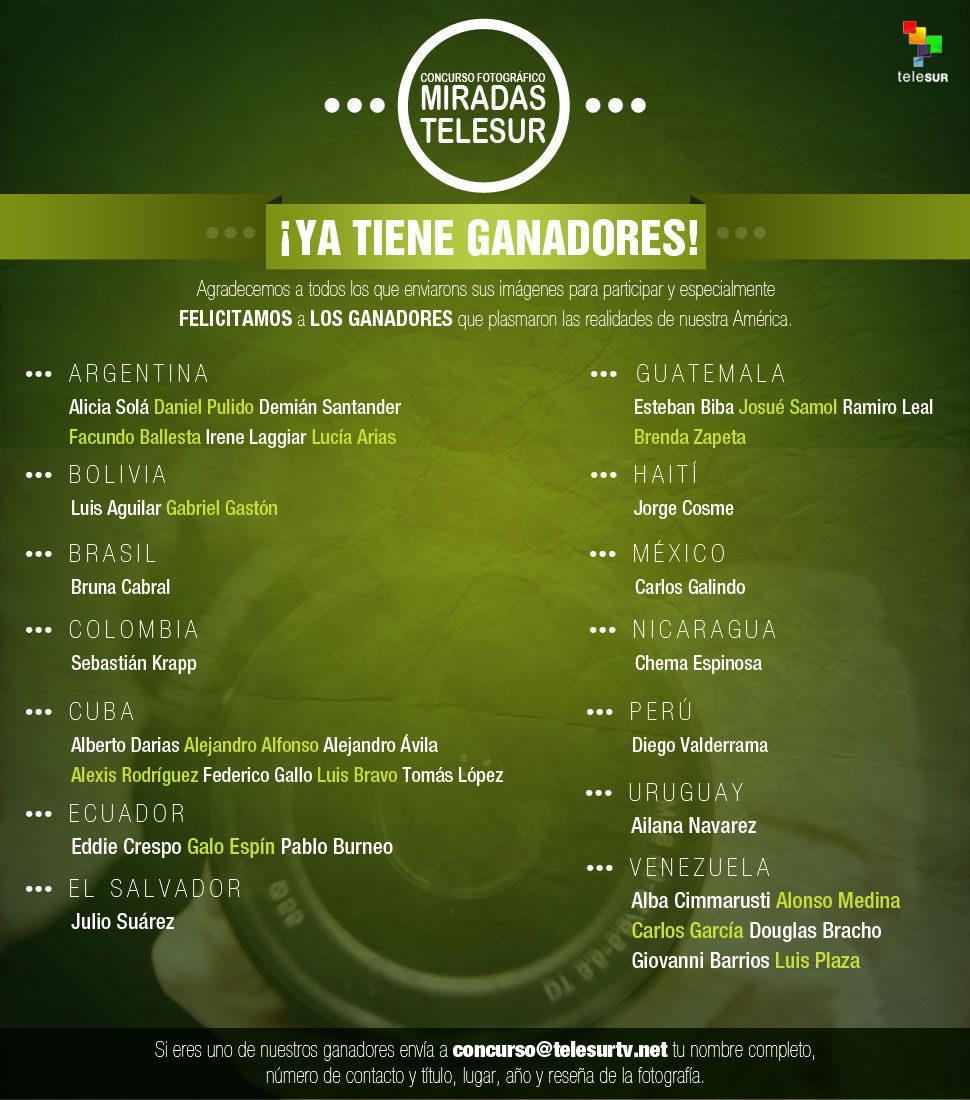 CONCURSO FOTOGRÁFICO
MIRADAS
TELESUR
teleSUR
¡YA TIENE GANADORES!
Agradecemos a todos los que enviarons sus imágenes para participar y especialmente
FELICITAMOS a LOS GANADORES que plasmaron las realidades de nuestra América.
ARGENTINA
Alicia Solá Daniel Pulido Demián Santander
Facundo Ballesta Irene Laggiar Lucía Arias
BOLIVIA
Luis Aguilar Gabriel Gastón
BRASIL
Bruna Cabral
COLOMBIA
Sebastián Krapp
CUBA
Alberto Darias Alejandro Alfonso Alejandro Ávila
Alexis Rodríguez Federico Gallo Luis Bravo Tomás López
ECUADOR
Eddie Crespo Galo Espín Pablo Burneo
EL SALVADOR
Julio Suárez
GUATEMALA
Esteban Biba Josué Samol Ramiro Leal
Brenda Zapeta
HAITÍ
Jorge Cosme
MÉXICO
Carlos Galindo
NICARAGUA
Chema Espinosa
PERÚ
Diego Valderrama
URUGUAY
Ailana Navarez
VENEZUELA
Alba Cimmarusti Alonso Medina
Carlos García Douglas Bracho
Giovanni Barrios Luis Plaza
Si eres uno de nuestros ganadores envía a concurso@telesurtv.net tu nombre completo,
número de contacto y título, lugar, año y reseña de la fotografía.